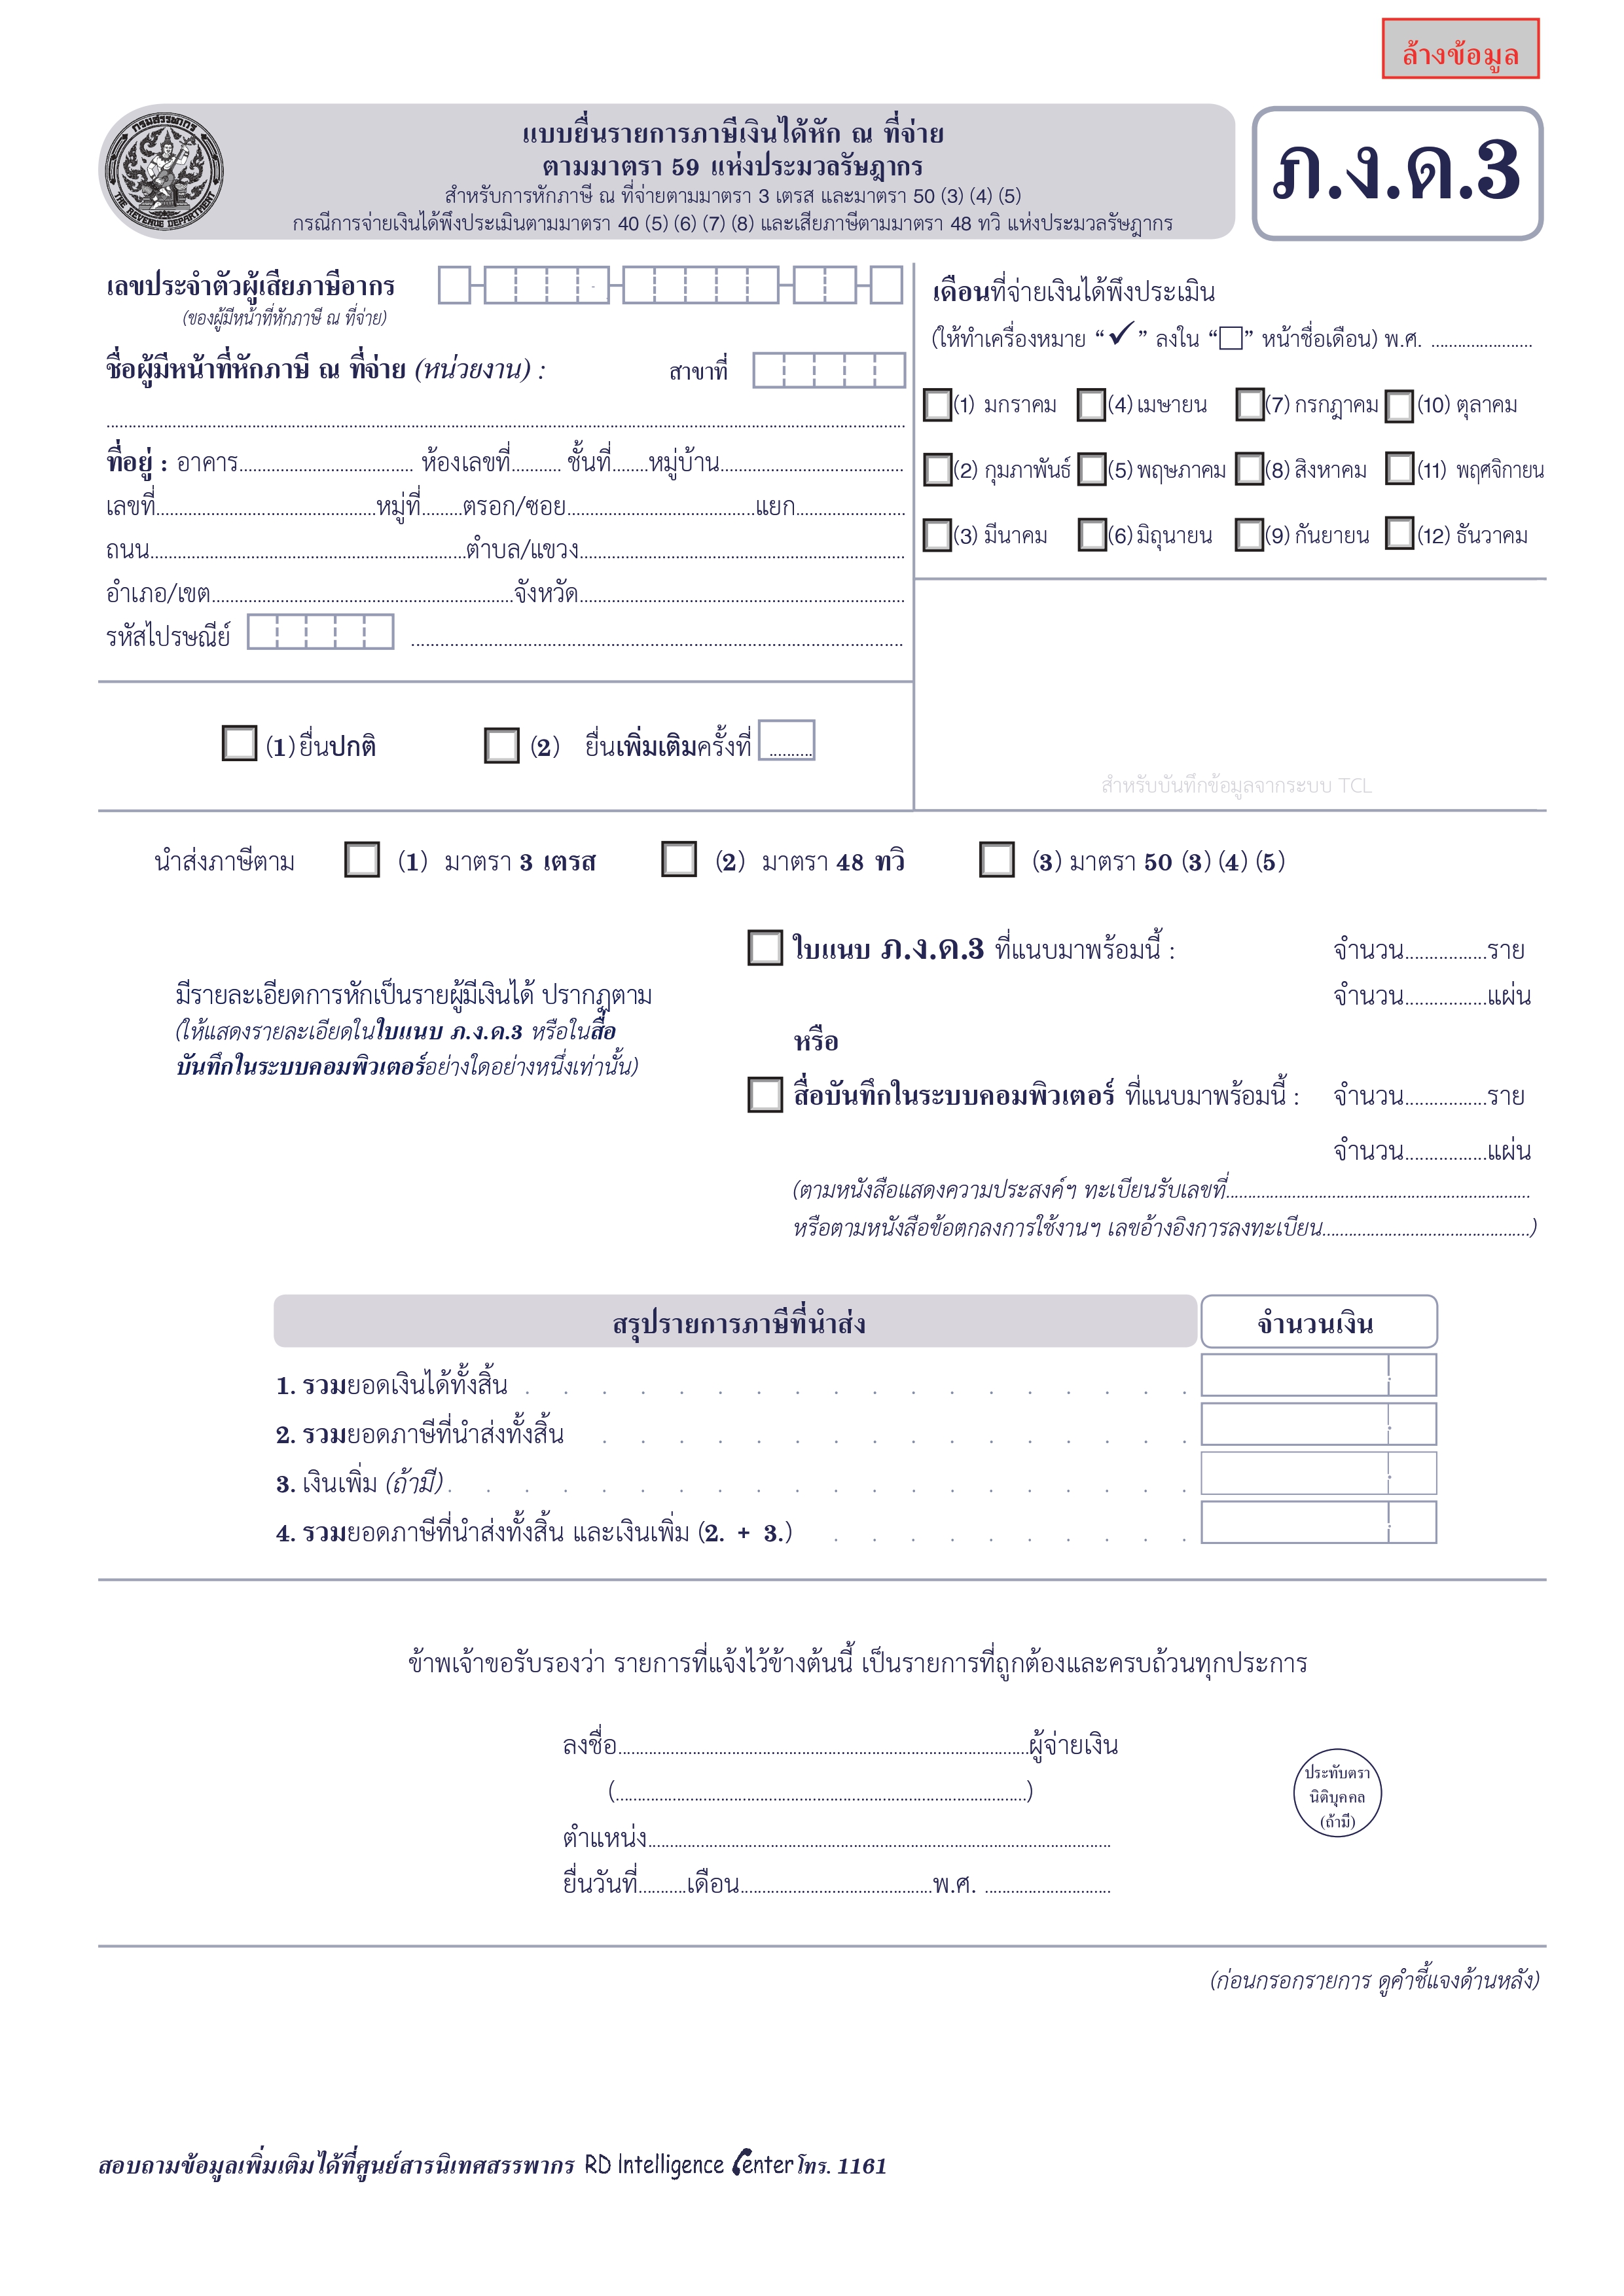 ล้างข้อมูล
กรมสรรพากร
THE REVENUE DEPARTMENT
แบบยื่นรายการภาษีเงินได้หัก ณ ที่จ่าย
ตามมาตรา 59 แห่งประมวลรัษฎากร
สำหรับการหักภาษี ณ ที่จ่ายตามมาตรา 3 เตรส และมาตรา 50 (3) (4) (5)
กรณีการจ่ายเงินได้พึงประเมินตามมาตรา 40 (5) (6) (7) (8) และเสียภาษีตามมาตรา 48 ทวิ แห่งประมวลรัษฎากร
ภ.ง.ด.3
เลขประจำตัวผู้เสียภาษีอากร
(ของผู้มีหน้าที่หักภาษี ณ ที่จ่าย)
ชื่อผู้มีหน้าที่หักภาษี ณ ที่จ่าย (หน่วยงาน) : สาขาที่
ที่อยู่ : อาคาร ห้องเลขที่ ชั้นที่ หมู่บ้าน
เลขที่ หมู่ที่ ตรอก/ซอย แยก
ถนน ตำบล/แขวง
อำเภอ/เขต จังหวัด
รหัสไปรษณีย์
เดือนที่จ่ายเงินได้พึงประเมิน
(ให้ทำเครื่องหมาย “✓” ลงใน “□” หน้าชื่อเดือน) พ.ศ.
(1) มกราคม (4) เมษายน (7) กรกฎาคม (10) ตุลาคม
(2) กุมภาพันธ์ (5) พฤษภาคม (8) สิงหาคม (11) พฤศจิกายน
(3) มีนาคม (6) มิถุนายน (9) กันยายน (12) ธันวาคม
(1) ยื่นปกติ (2) ยื่นเพิ่มเติมครั้งที่
สำหรับบันทึกข้อมูลจากระบบ TCL
นำส่งภาษีตาม (1) มาตรา 3 เตรส (2) มาตรา 48 ทวิ (3) มาตรา 50 (3) (4) (5)
มีรายละเอียดการหักเป็นรายผู้มีเงินได้ ปรากฏตาม
(ให้แสดงรายละเอียดในใบแนบ ภ.ง.ด.3 หรือในสื่อ
บันทึกในระบบคอมพิวเตอร์อย่างใดอย่างหนึ่งเท่านั้น)
ใบแนบ ภ.ง.ด.3 ที่แนบมาพร้อมนี้ : จำนวน ราย
จำนวน แผ่น
หรือ
สื่อบันทึกในระบบคอมพิวเตอร์ ที่แนบมาพร้อมนี้ : จำนวน ราย
จำนวน แผ่น
(ตามหนังสือแสดงความประสงค์ฯ ทะเบียนรับเลขที่
หรือตามหนังสือข้อตกลงการใช้งานฯ เลขอ้างอิงการลงทะเบียน )
สรุปรายการภาษีที่นำส่ง จำนวนเงิน
1. รวมยอดเงินได้ทั้งสิ้น
2. รวมยอดภาษีที่นำส่งทั้งสิ้น
3. เงินเพิ่ม (ถ้ามี)
4. รวมยอดภาษีที่นำส่งทั้งสิ้น และเงินเพิ่ม (2. + 3.)
ข้าพเจ้าขอรับรองว่า รายการที่แจ้งไว้ข้างต้นนี้ เป็นรายการที่ถูกต้องและครบถ้วนทุกประการ
ลงชื่อ ผู้จ่ายเงิน
( )
ตำแหน่ง
ยื่นวันที่ เดือน พ.ศ.
ประทับตรา
นิติบุคคล
(ถ้ามี)
(ก่อนกรอกรายการ ดูคำชี้แจงด้านหลัง)
สอบถามข้อมูลเพิ่มเติมได้ที่ศูนย์สารนิเทศสรรพากร RD Intelligence Center โทร. 1161